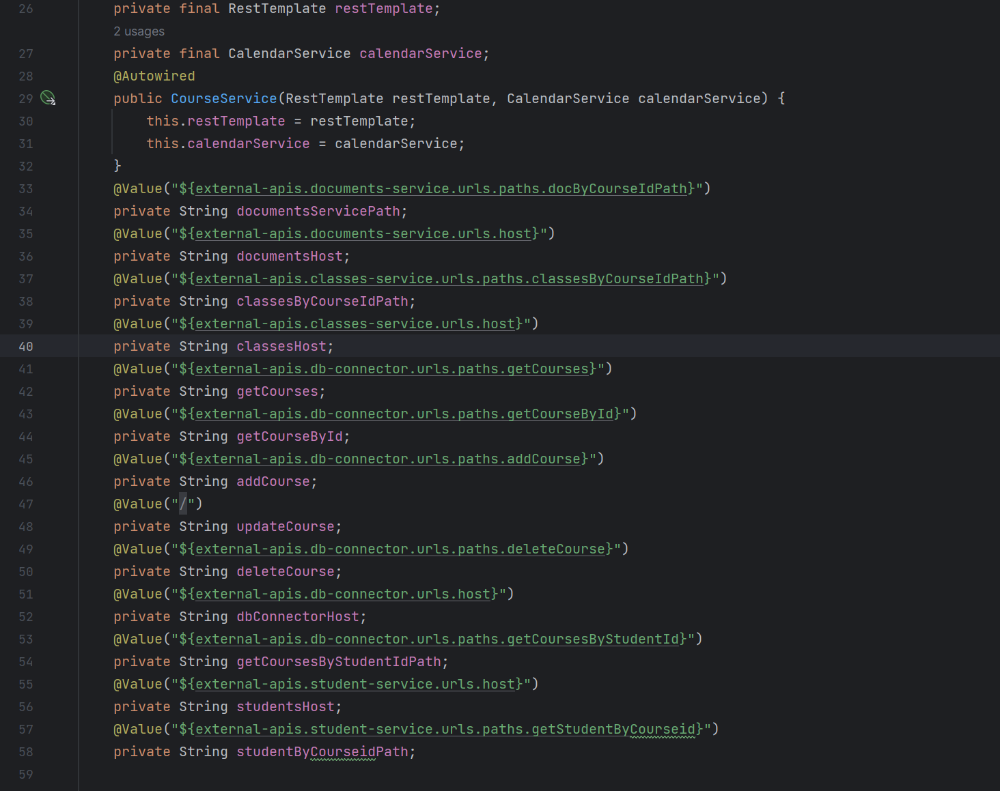 26 private final RestTemplate restTemplate;
2 usages
27 private final CalendarService calendarService;
28 @Autowired
29 public CourseService(RestTemplate restTemplate, CalendarService calendarService) {
30 this.restTemplate = restTemplate;
31 this.calendarService = calendarService;
32 }
33 @Value("${external-apis.documents-service.urls.paths.docByCourseIdPath}")
34 private String documentsServicePath;
35 @Value("${external-apis.documents-service.urls.host}")
36 private String documentsHost;
37 @Value("${external-apis.classes-service.urls.paths.classesByCourseIdPath}")
38 private String classesByCourseIdPath;
39 @Value("${external-apis.classes-service.urls.host}")
40 private String classesHost;
41 @Value("${external-apis.db-connector.urls.paths.getCourses}")
42 private String getCourses;
43 @Value("${external-apis.db-connector.urls.paths.getCourseById}")
44 private String getCourseById;
45 @Value("${external-apis.db-connector.urls.paths.addCourse}")
46 private String addCourse;
47 @Value("/")
48 private String updateCourse;
49 @Value("${external-apis.db-connector.urls.paths.deleteCourse}")
50 private String deleteCourse;
51 @Value("${external-apis.db-connector.urls.host}")
52 private String dbConnectorHost;
53 @Value("${external-apis.db-connector.urls.paths.getCoursesByStudentId}")
54 private String getCoursesByStudentIdPath;
55 @Value("${external-apis.student-service.urls.host}")
56 private String studentsHost;
57 @Value("${external-apis.student-service.urls.paths.getStudentByCourseid}")
58 private String studentByCourseidPath;
59